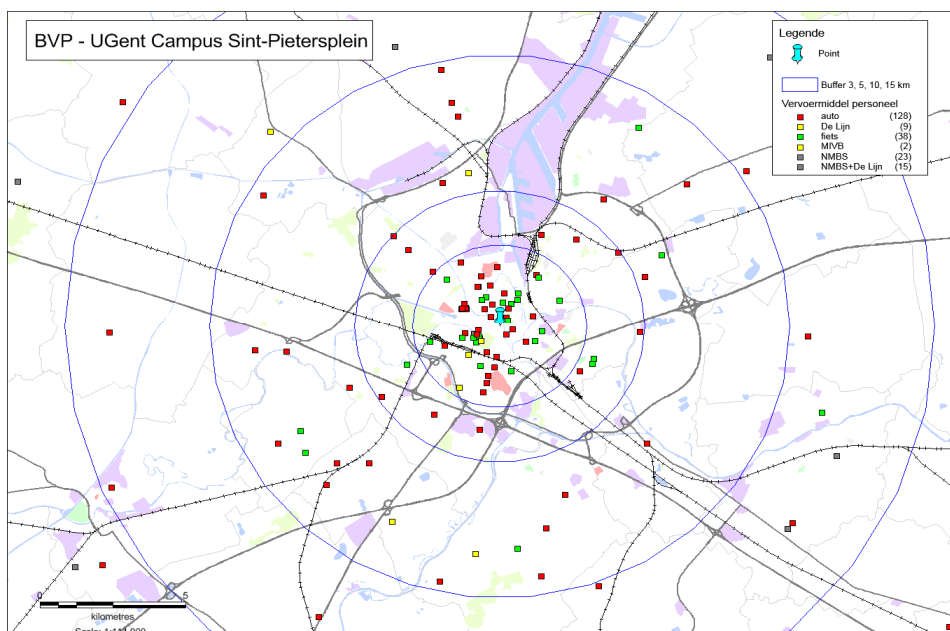 BVP - UGent Campus Sint-Pietersplein
Legende
Point
Buffer 3, 5, 10, 15 km
Vervoermiddel personeel
auto (128)
De Lijn (9)
fiets (38)
MIVB (2)
NMBS (23)
NMBS+De Lijn (15)
0 5
kilometres